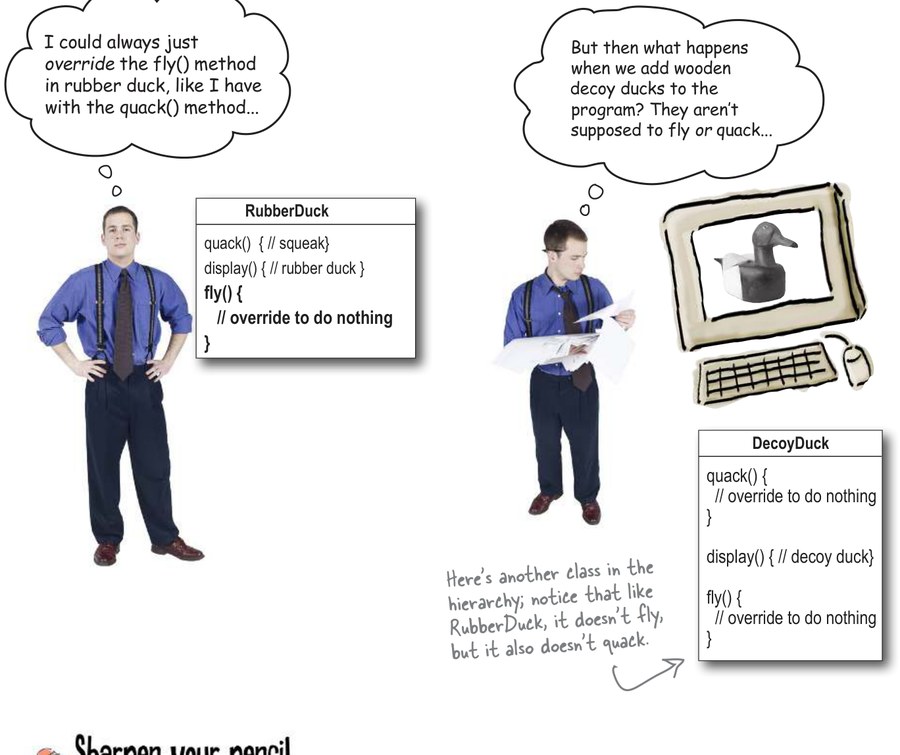 I could always just
override the fly() method
in rubber duck, like I have
with the quack() method...
But then what happens
when we add wooden
decoy ducks to the
program? They aren't
supposed to fly or quack...
RubberDuck
quack() { // squeak}
display() { // rubber duck }
fly() {
// override to do nothing
}
DecoyDuck
quack() {
// override to do nothing
}
display() { // decoy duck}
fly() {
// override to do nothing
}
Here's another class in the
hierarchy; notice that like
RubberDuck, it doesn't fly,
but it also doesn't quack.
Sharpen your pencil